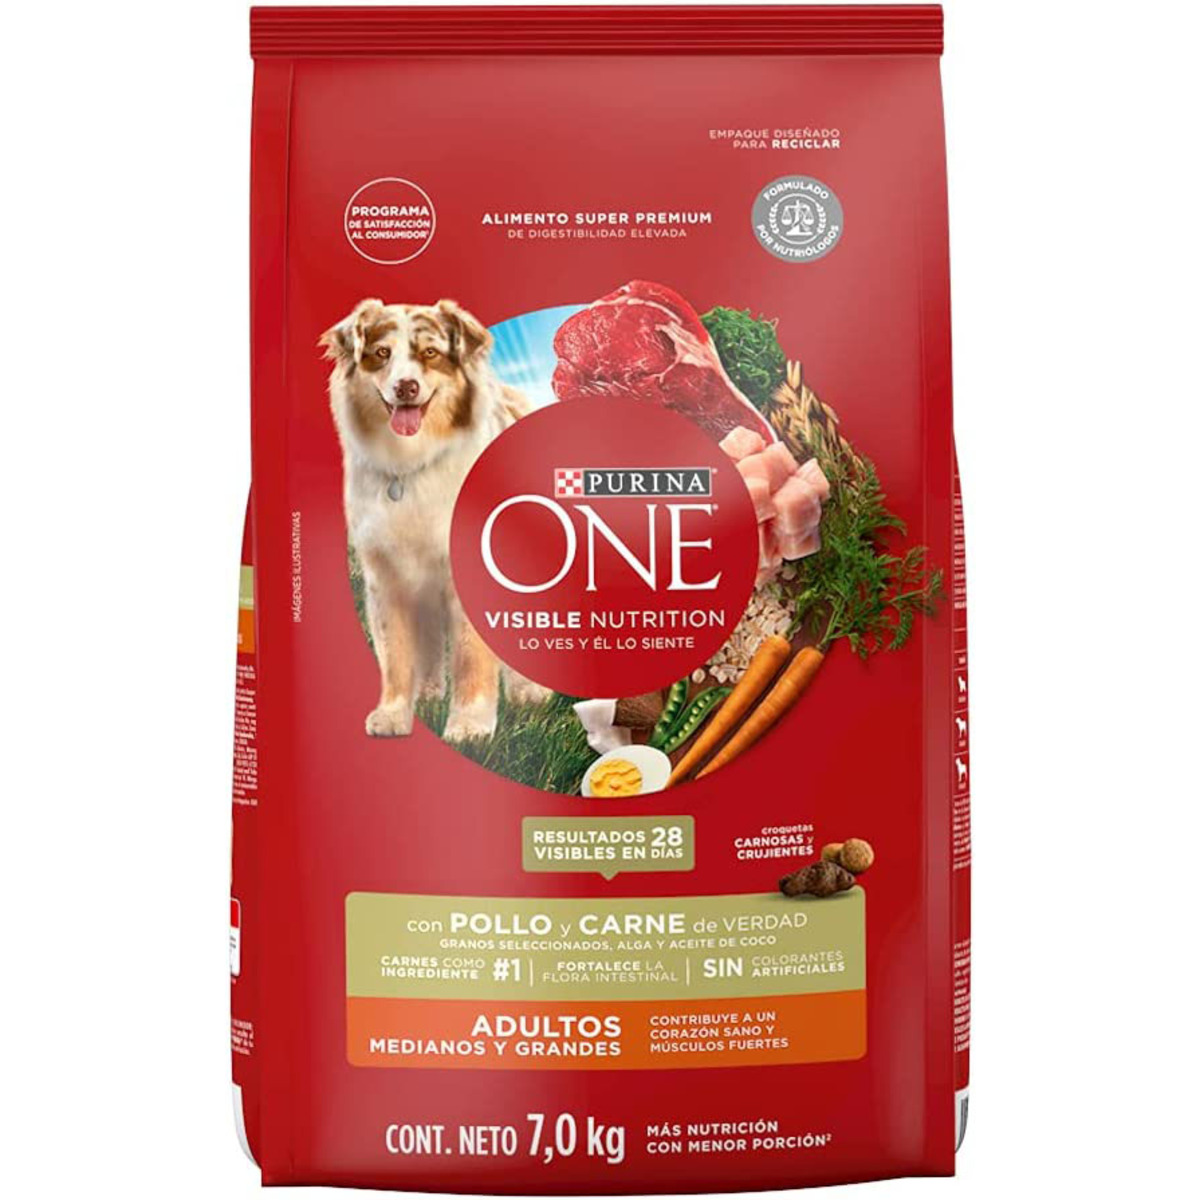 EMPAQUE DISEÑADO
PARA RECICLAR
PROGRAMA
DE SATISFACCIÓN
AL CONSUMIDOR¹
ALIMENTO SUPER PREMIUM
DE DIGESTIBILIDAD ELEVADA
FORMULADO
POR NUTRIÓLOGOS
IMÁGENES ILUSTRATIVAS
PURINA®
ONE®
VISIBLE NUTRITION
LO VES Y ÉL LO SIENTE
RESULTADOS 28
VISIBLES EN DÍAS
croquetas
CARNOSAS y
CRUJIENTES
con POLLO y CARNE de VERDAD
GRANOS SELECCIONADOS, ALGA Y ACEITE DE COCO
CARNES COMO
INGREDIENTE #1
FORTALECE LA
FLORA INTESTINAL
SIN COLORANTES
ARTIFICIALES
ADULTOS
MEDIANOS Y GRANDES
CONTRIBUYE A UN
CORAZÓN SANO Y
MÚSCULOS FUERTES
CONT. NETO 7,0 kg
MÁS NUTRICIÓN
CON MENOR PORCIÓN²